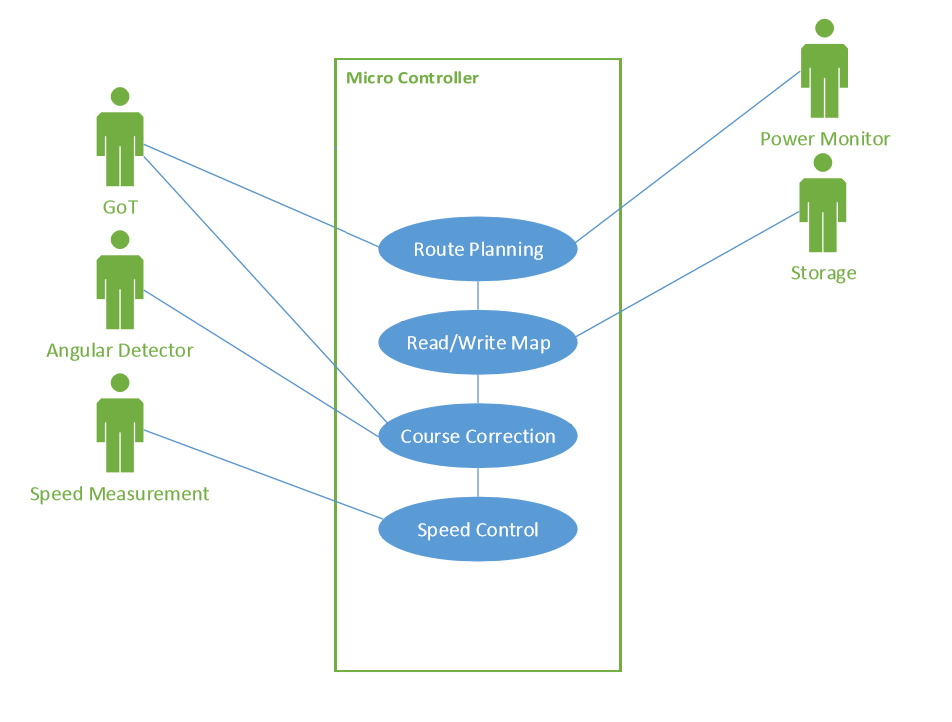 Micro Controller
GoT
Angular Detector
Speed Measurement
Route Planning
Read/Write Map
Course Correction
Speed Control
Power Monitor
Storage